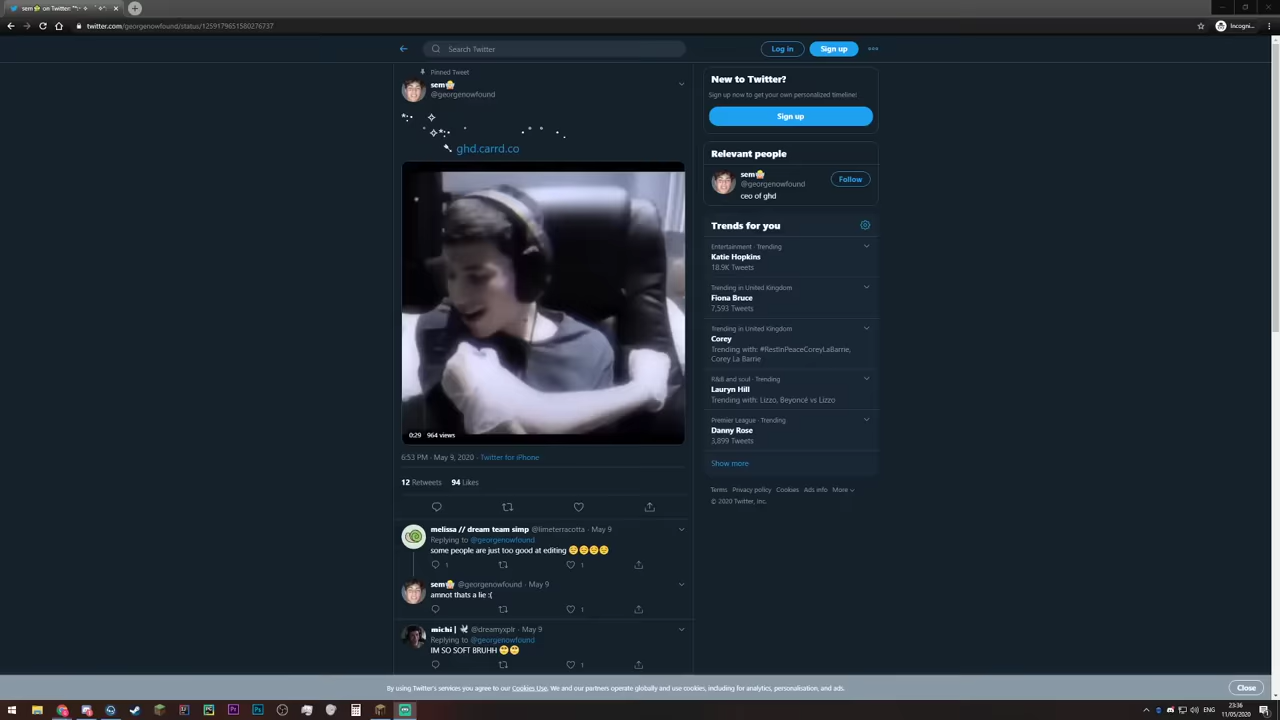 sem on Twitter: "*:・
twitter.com/georgenowfound/status/1259179651580276737
Incogni...
Search Twitter
Log in
Sign up
Pinned Tweet
sem🧑🏼‍🌾
@georgenowfound
ghd.carrd.co
0:29 964 views
6:53 PM · May 9, 2020 · Twitter for iPhone
12 Retweets 94 Likes
melissa // dream team simp @limeterracotta · May 9
Replying to @georgenowfound
some people are just too good at editing 😔😔😔😔
1
1
sem @georgenowfound · May 9
amnot thats a lie :(
1
michi | 🕊 @dreamyxplr · May 9
Replying to @georgenowfound
IM SO SOFT BRUHH 🥺🥺
1
New to Twitter?
Sign up now to get your own personalized timeline!
Sign up
Relevant people
sem
@georgenowfound
Follow
ceo of ghd
Trends for you
Entertainment · Trending
Katie Hopkins
18.9K Tweets
Trending in United Kingdom
Fiona Bruce
7,593 Tweets
Trending in United Kingdom
Corey
Trending with: #RestInPeaceCoreyLaBarrie,
Corey La Barrie
R&B and soul · Trending
Lauryn Hill
Trending with: Lizzo, Beyoncé vs Lizzo
Premier League · Trending
Danny Rose
3,899 Tweets
Show more
Terms Privacy policy Cookies Ads info More
© 2020 Twitter, Inc.
By using Twitter's services you agree to our Cookies Use. We and our partners operate globally and use cookies, including for analytics, personalisation, and ads.
Close
ENG
23:36
11/05/2020